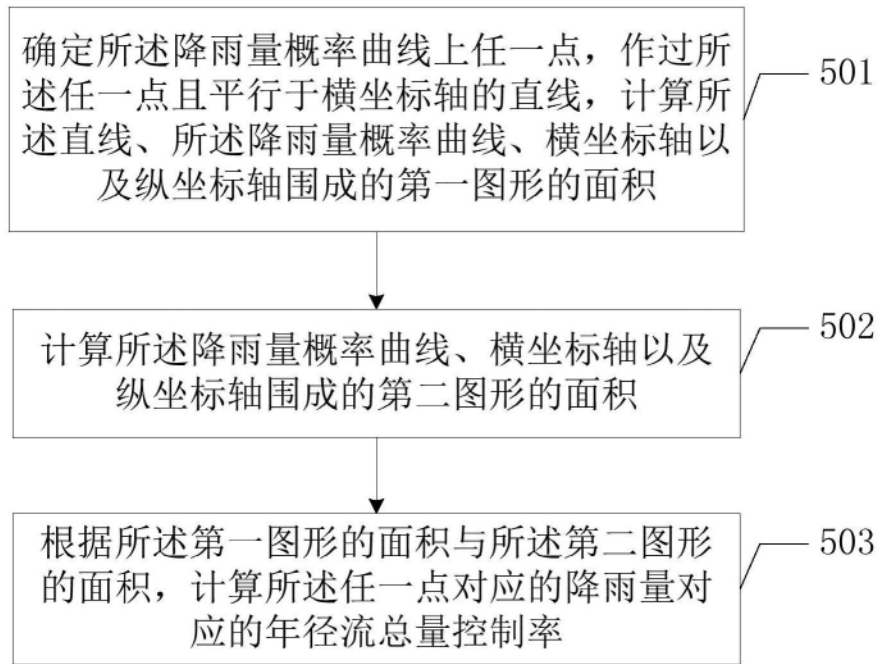 确定所述降雨量概率曲线上任一点，作过所
述任一点且平行于横坐标轴的直线，计算所
述直线、所述降雨量概率曲线、横坐标轴以
及纵坐标轴围成的第一图形的面积
501
计算所述降雨量概率曲线、横坐标轴以及
纵坐标轴围成的第二图形的面积
502
根据所述第一图形的面积与所述第二图形
的面积，计算所述任一点对应的降雨量对
应的年径流总量控制率
503